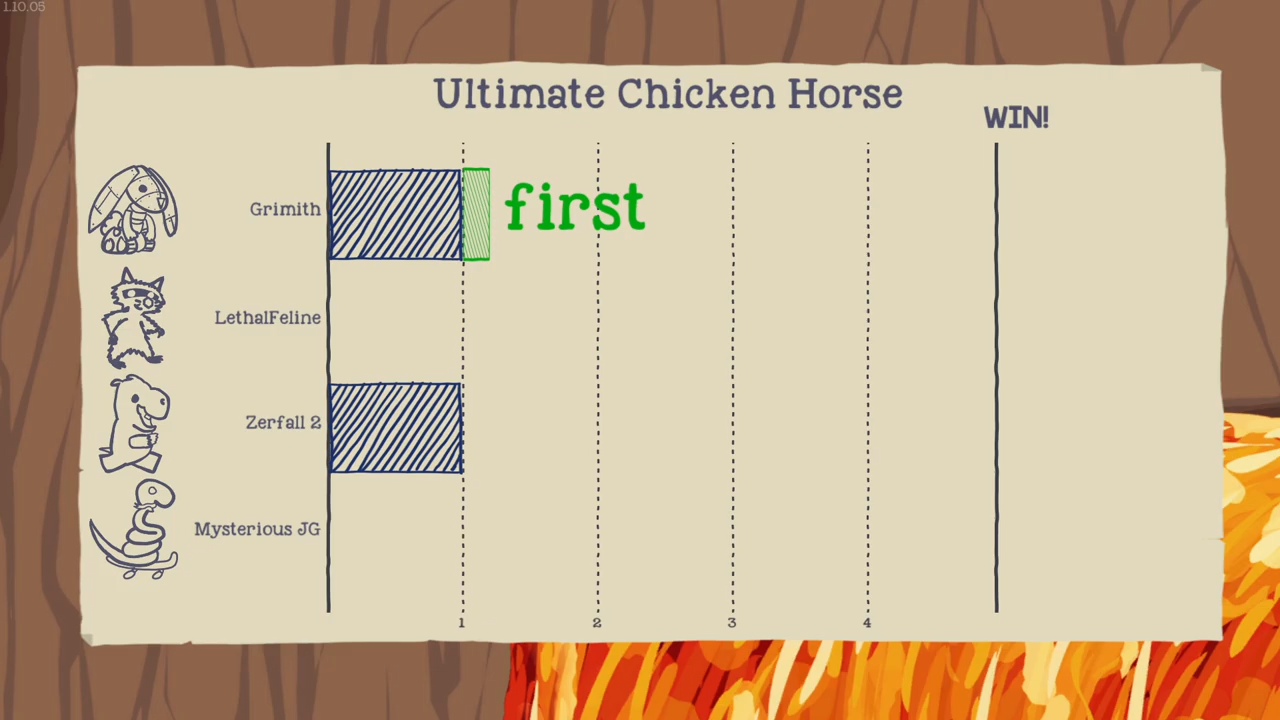 1.10.05
Ultimate Chicken Horse
WIN!
Grimith
first
LethalFeline
Zerfall 2
Mysterious JG
1 2 3 4